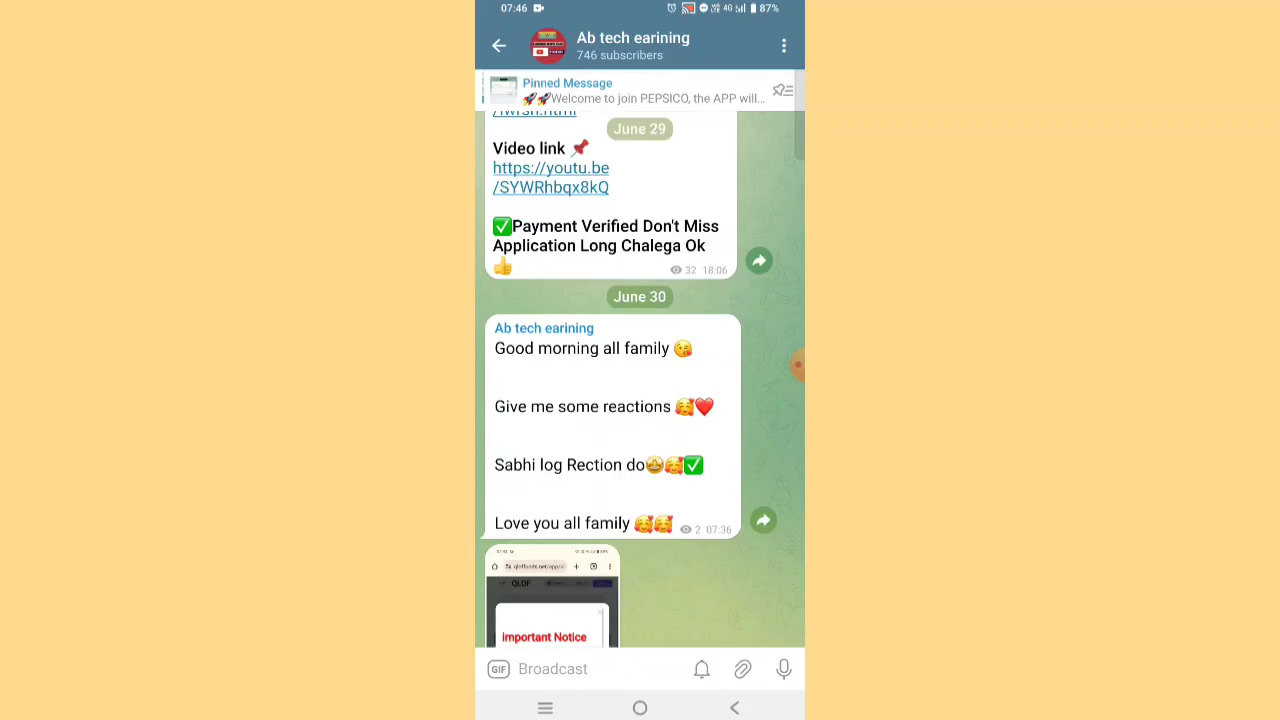 07:46
4G
87%
Ab tech earining
746 subscribers
Pinned Message
🚀🚀Welcome to join PEPSICO, the APP will...
June 29
Video link 📌
https://youtu.be
/SYWRhbqx8kQ
✅Payment Verified Don't Miss
Application Long Chalega Ok
👍
32 18:06
June 30
Ab tech earining
Good morning all family 😘
Give me some reactions 🥰❤️
Sabhi log Rection do🤩🥰✅
Love you all family 🥰🥰
2 07:36
QLOF
important Notice
GIF
Broadcast